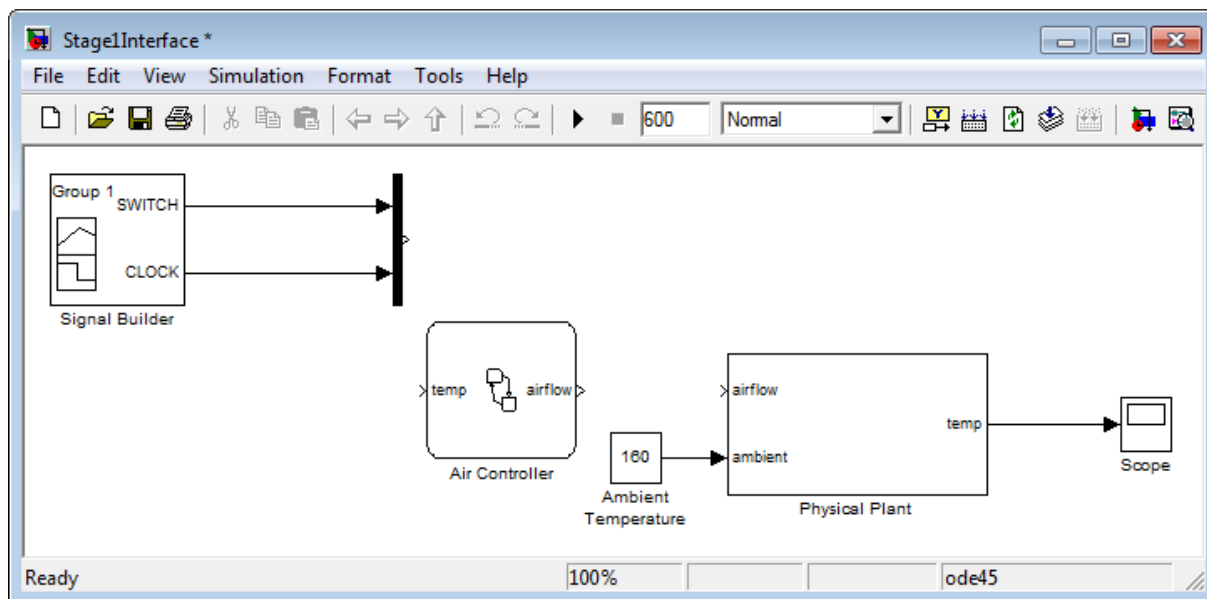 Stage1Interface *
File Edit View Simulation Format Tools Help
600 Normal
Group 1
SWITCH
CLOCK
Signal Builder
temp airflow
Air Controller
160
Ambient
Temperature
airflow
ambient
temp
Physical Plant
Scope
Ready 100% ode45